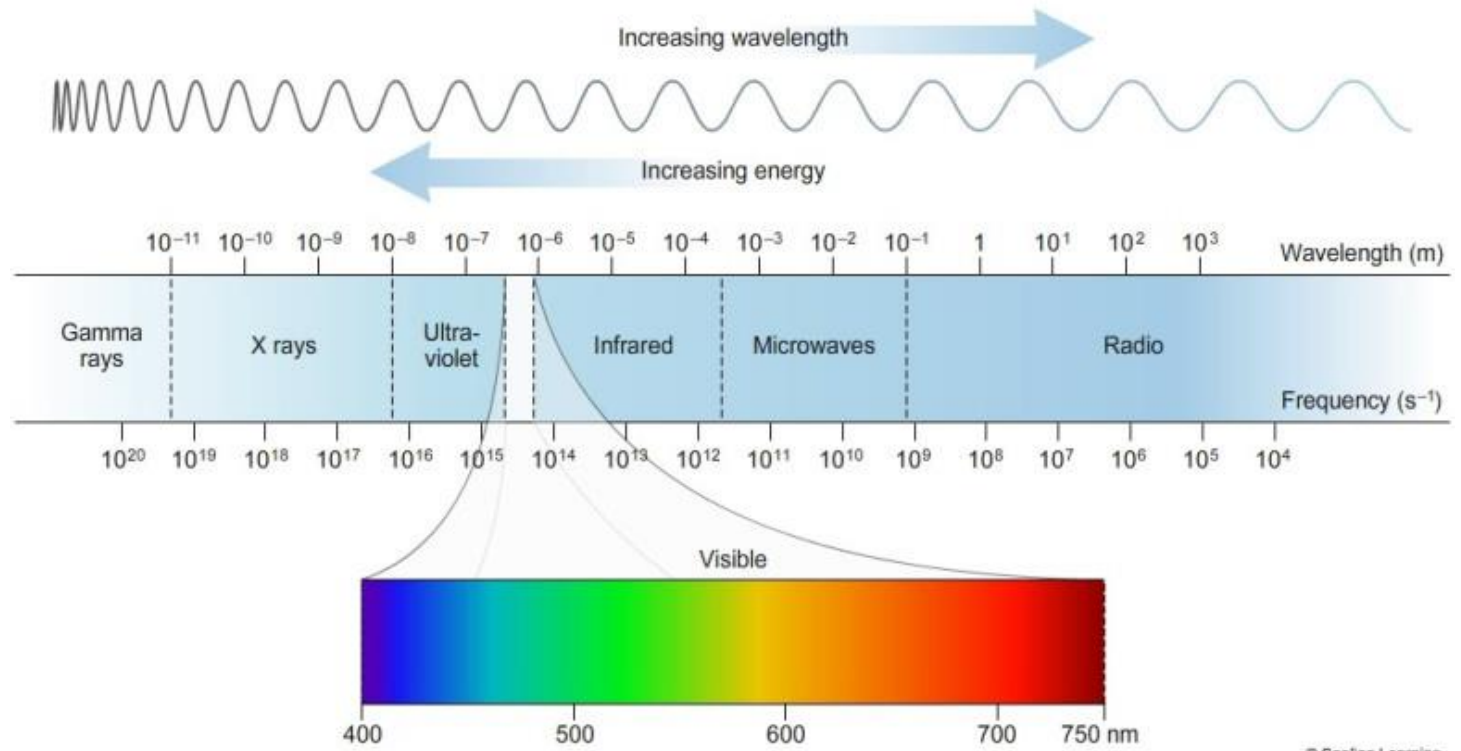 Increasing wavelength
Increasing energy
10⁻¹¹ 10⁻¹⁰ 10⁻⁹ 10⁻⁸ 10⁻⁷ 10⁻⁶ 10⁻⁵ 10⁻⁴ 10⁻³ 10⁻² 10⁻¹ 1 10¹ 10² 10³ Wavelength (m)
Gamma
rays
X rays
Ultra-
violet
Infrared
Microwaves
Radio
Frequency (s⁻¹)
10²⁰ 10¹⁹ 10¹⁸ 10¹⁷ 10¹⁶ 10¹⁵ 10¹⁴ 10¹³ 10¹² 10¹¹ 10¹⁰ 10⁹ 10⁸ 10⁷ 10⁶ 10⁵ 10⁴
Visible
400 500 600 700 750 nm